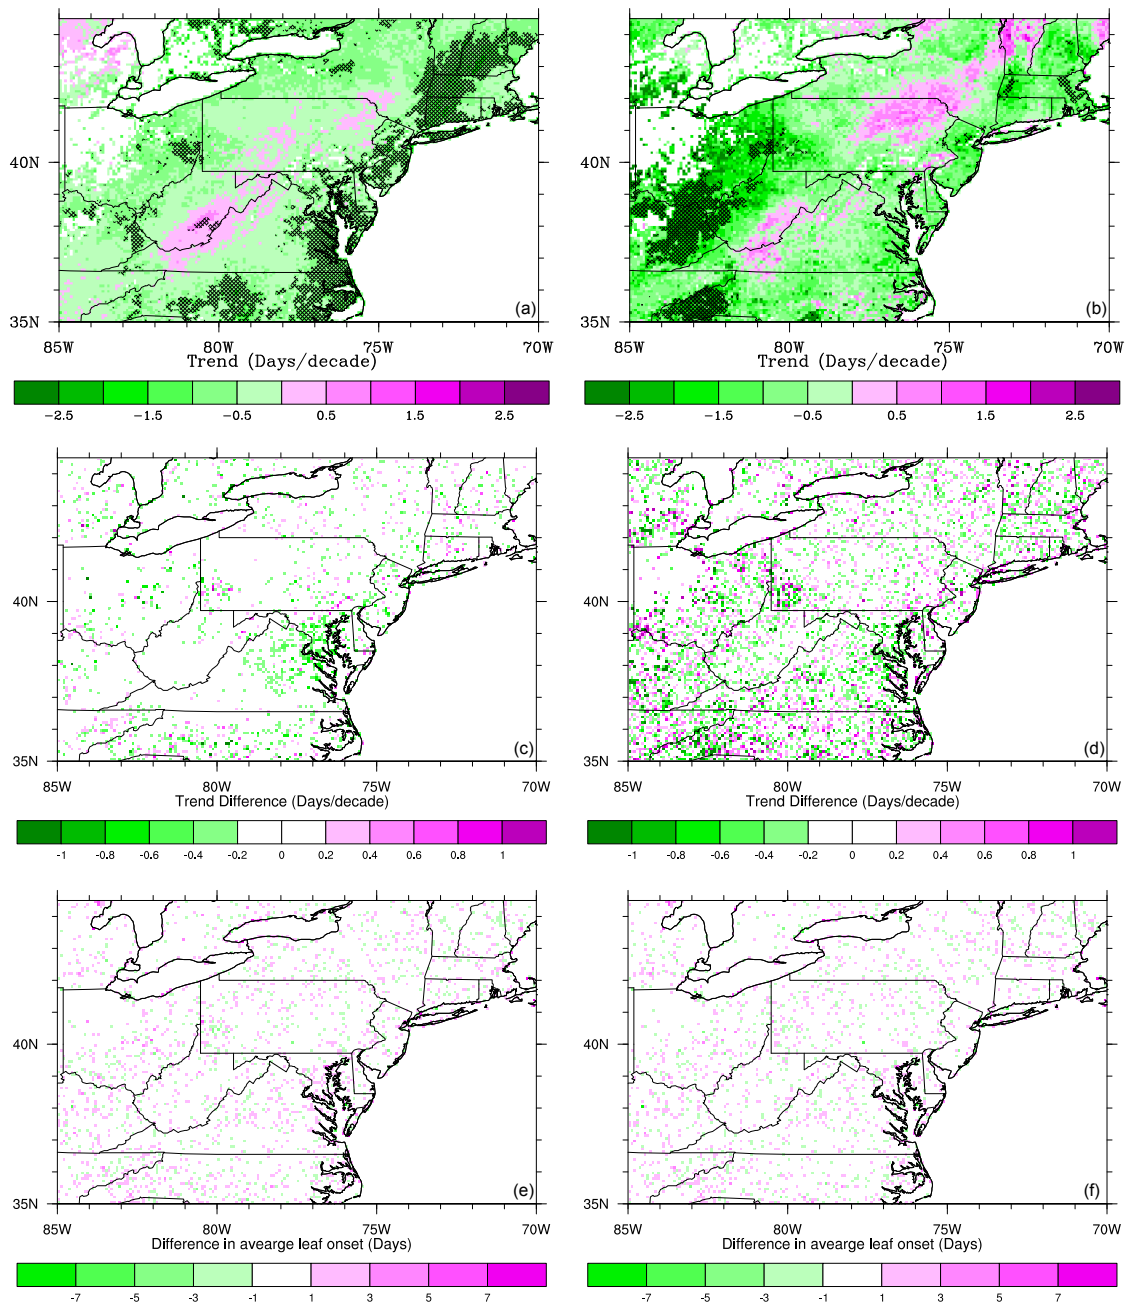 40N
35N
(a)
85W 80W 75W 70W
Trend (Days/decade)
−2.5 −1.5 −0.5 0.5 1.5 2.5
40N
35N
(b)
85W 80W 75W 70W
Trend (Days/decade)
−2.5 −1.5 −0.5 0.5 1.5 2.5
40N
35N
(c)
85W 80W 75W 70W
Trend Difference (Days/decade)
-1 -0.8 -0.6 -0.4 -0.2 0 0.2 0.4 0.6 0.8 1
40N
35N
(d)
85W 80W 75W 70W
Trend Difference (Days/decade)
-1 -0.8 -0.6 -0.4 -0.2 0 0.2 0.4 0.6 0.8 1
40N
35N
(e)
85W 80W 75W 70W
Difference in avearge leaf onset (Days)
-7 -5 -3 -1 1 3 5 7
40N
35N
(f)
85W 80W 75W 70W
Difference in avearge leaf onset (Days)
-7 -5 -3 -1 1 3 5 7